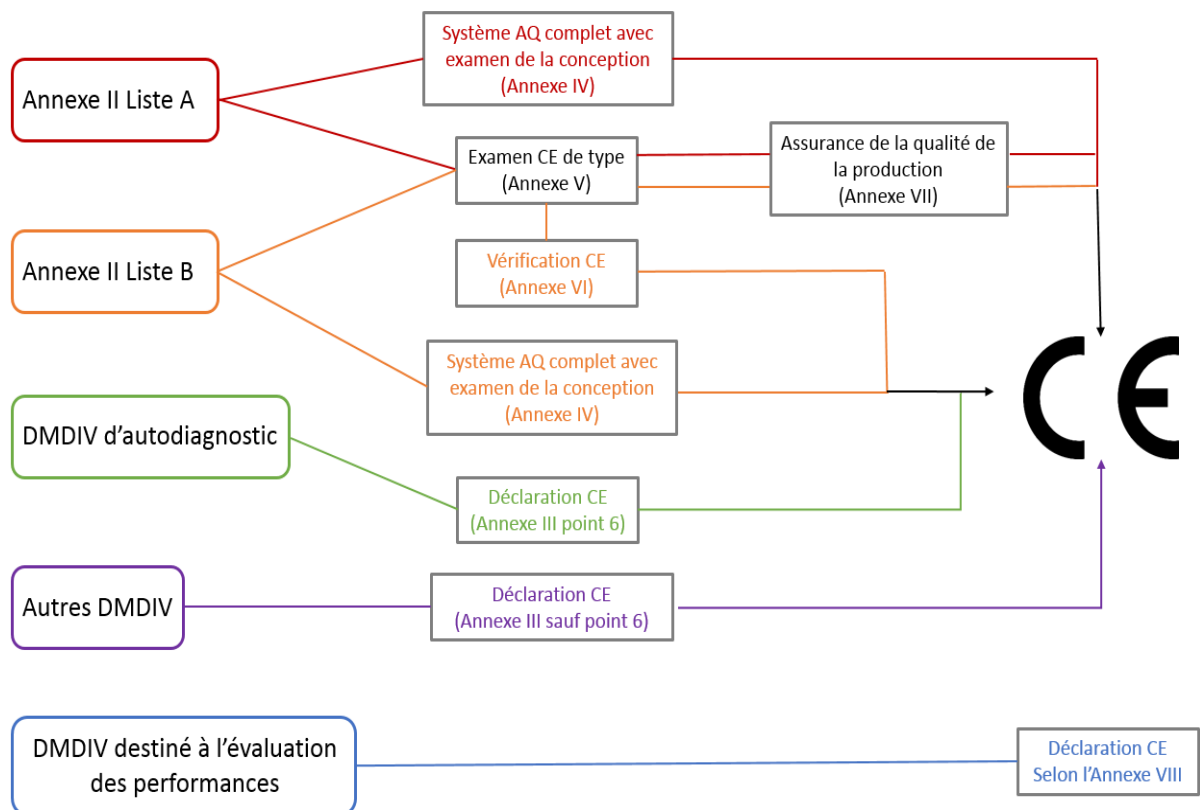 Système AQ complet avec
examen de la conception
(Annexe IV)
Annexe II Liste A
Examen CE de type
(Annexe V)
Assurance de la qualité de
la production
(Annexe VII)
Annexe II Liste B
Vérification CE
(Annexe VI)
Système AQ complet avec
examen de la conception
(Annexe IV)
CE
DMDIV d’autodiagnostic
Déclaration CE
(Annexe III point 6)
Autres DMDIV
Déclaration CE
(Annexe III sauf point 6)
DMDIV destiné à l’évaluation
des performances
Déclaration CE
Selon l’Annexe VIII